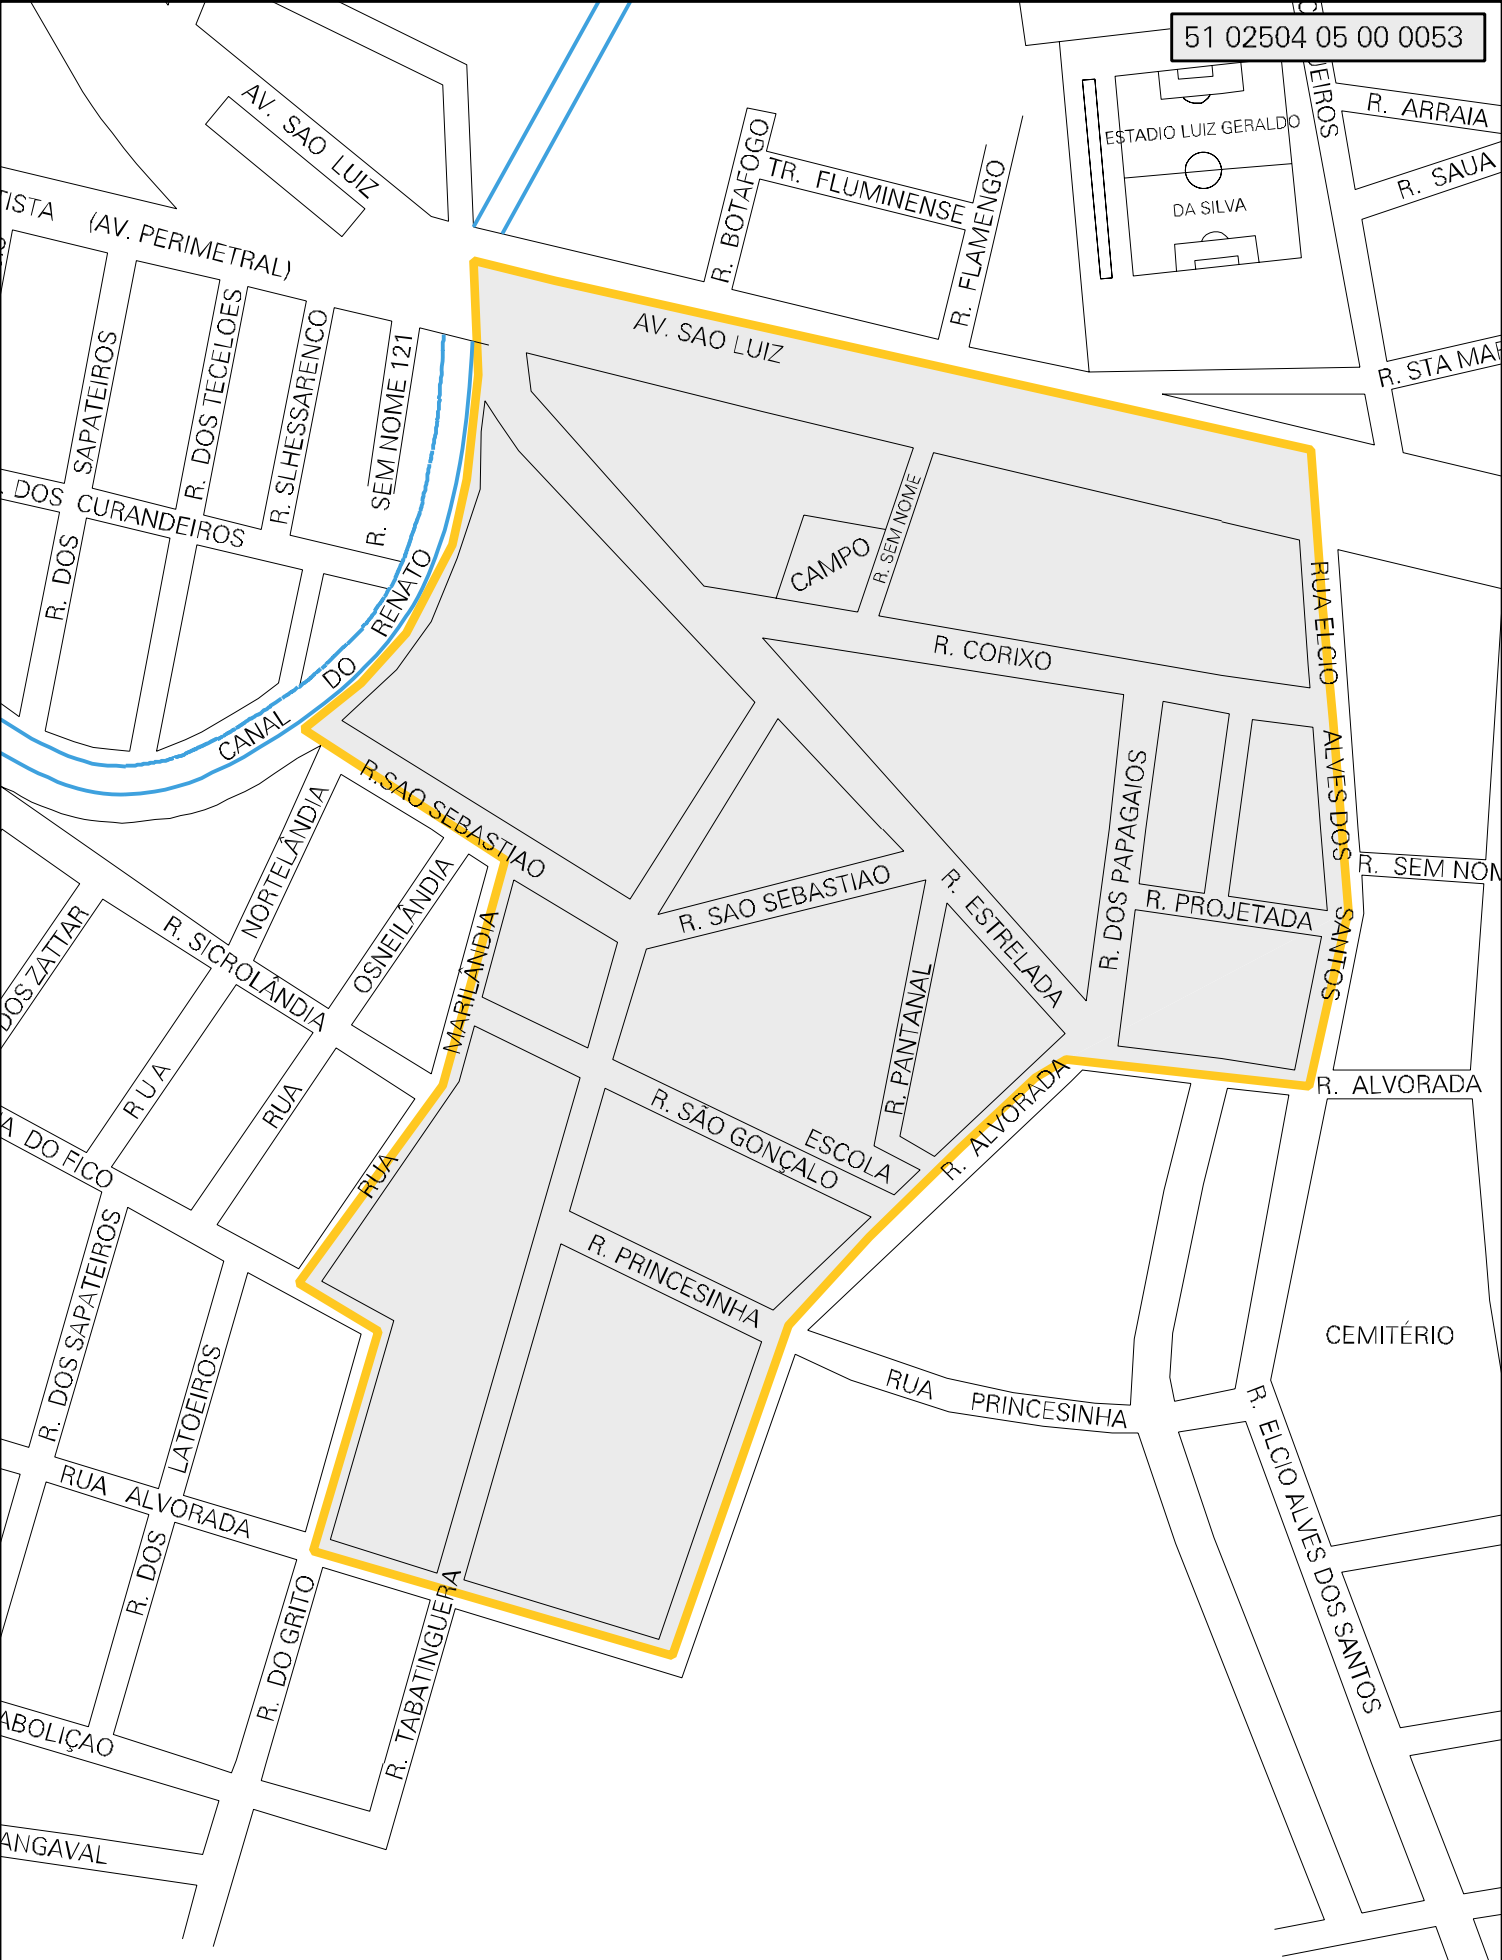 51 02504 05 00 0053
AV. SAO LUIZ
R. BOTAFOGO
TR. FLUMINENSE
R. FLAMENGO
ESTADIO LUIZ GERALDO
DA SILVA
R. ARRAIA
R. SAUA
R. STA MAR
TISTA (AV. PERIMETRAL)
AV. SAO LUIZ
R. DOS SAPATEIROS
R. DOS TECELOES
R. SLHESSARENCO
R. SEM NOME 121
DOS CURANDEIROS
CANAL DO RENATO
CAMPO
R. SEM NOME
R. CORIXO
RUA ELCIO ALVES DOS SANTOS
R. SAO SEBASTIAO
R. SAO SEBASTIAO
R. ESTRELADA
R. DOS PAPAGAIOS
R. PROJETADA
R. SEM NOM
R. ALVORADA
RUA NORTELÂNDIA
RUA OSNEILÂNDIA
R. SICROLÂNDIA
RUA MARILÂNDIA
DOS ZATTAR
R. PANTANAL
R. SÃO GONÇALO
ESCOLA
R. ALVORADA
R. PRINCESINHA
RUA PRINCESINHA
CEMITÉRIO
R. ELCIO ALVES DOS SANTOS
A DO FICO
R. DOS SAPATEIROS
R. DOS LATOEIROS
RUA ALVORADA
R. DO GRITO
R. TABATINGUERA
ABOLIÇAO
ANGAVAL